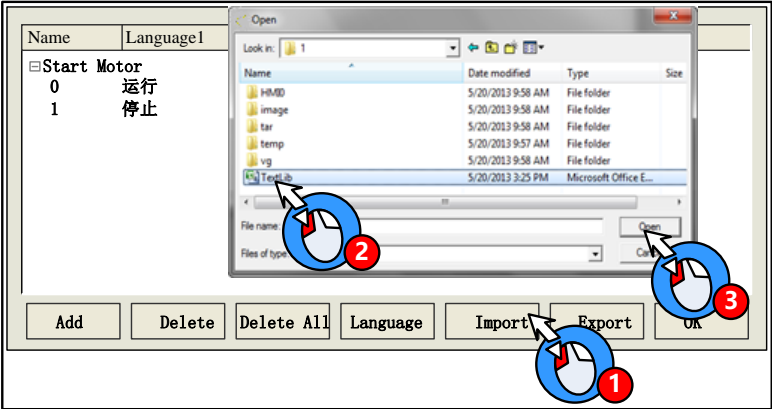 Name Language1
Start Motor
0 运行
1 停止
Open
Look in: 1
Name Date modified Type Size
HMI0 5/20/2013 9:58 AM File folder
image 5/20/2013 9:58 AM File folder
tar 5/20/2013 9:58 AM File folder
temp 5/20/2013 9:57 AM File folder
vg 5/20/2013 9:58 AM File folder
TextLib 5/20/2013 3:25 PM Microsoft Office E...
File name: Open
Files of type:
2
3
Add Delete Delete All Language Import Export OK
1